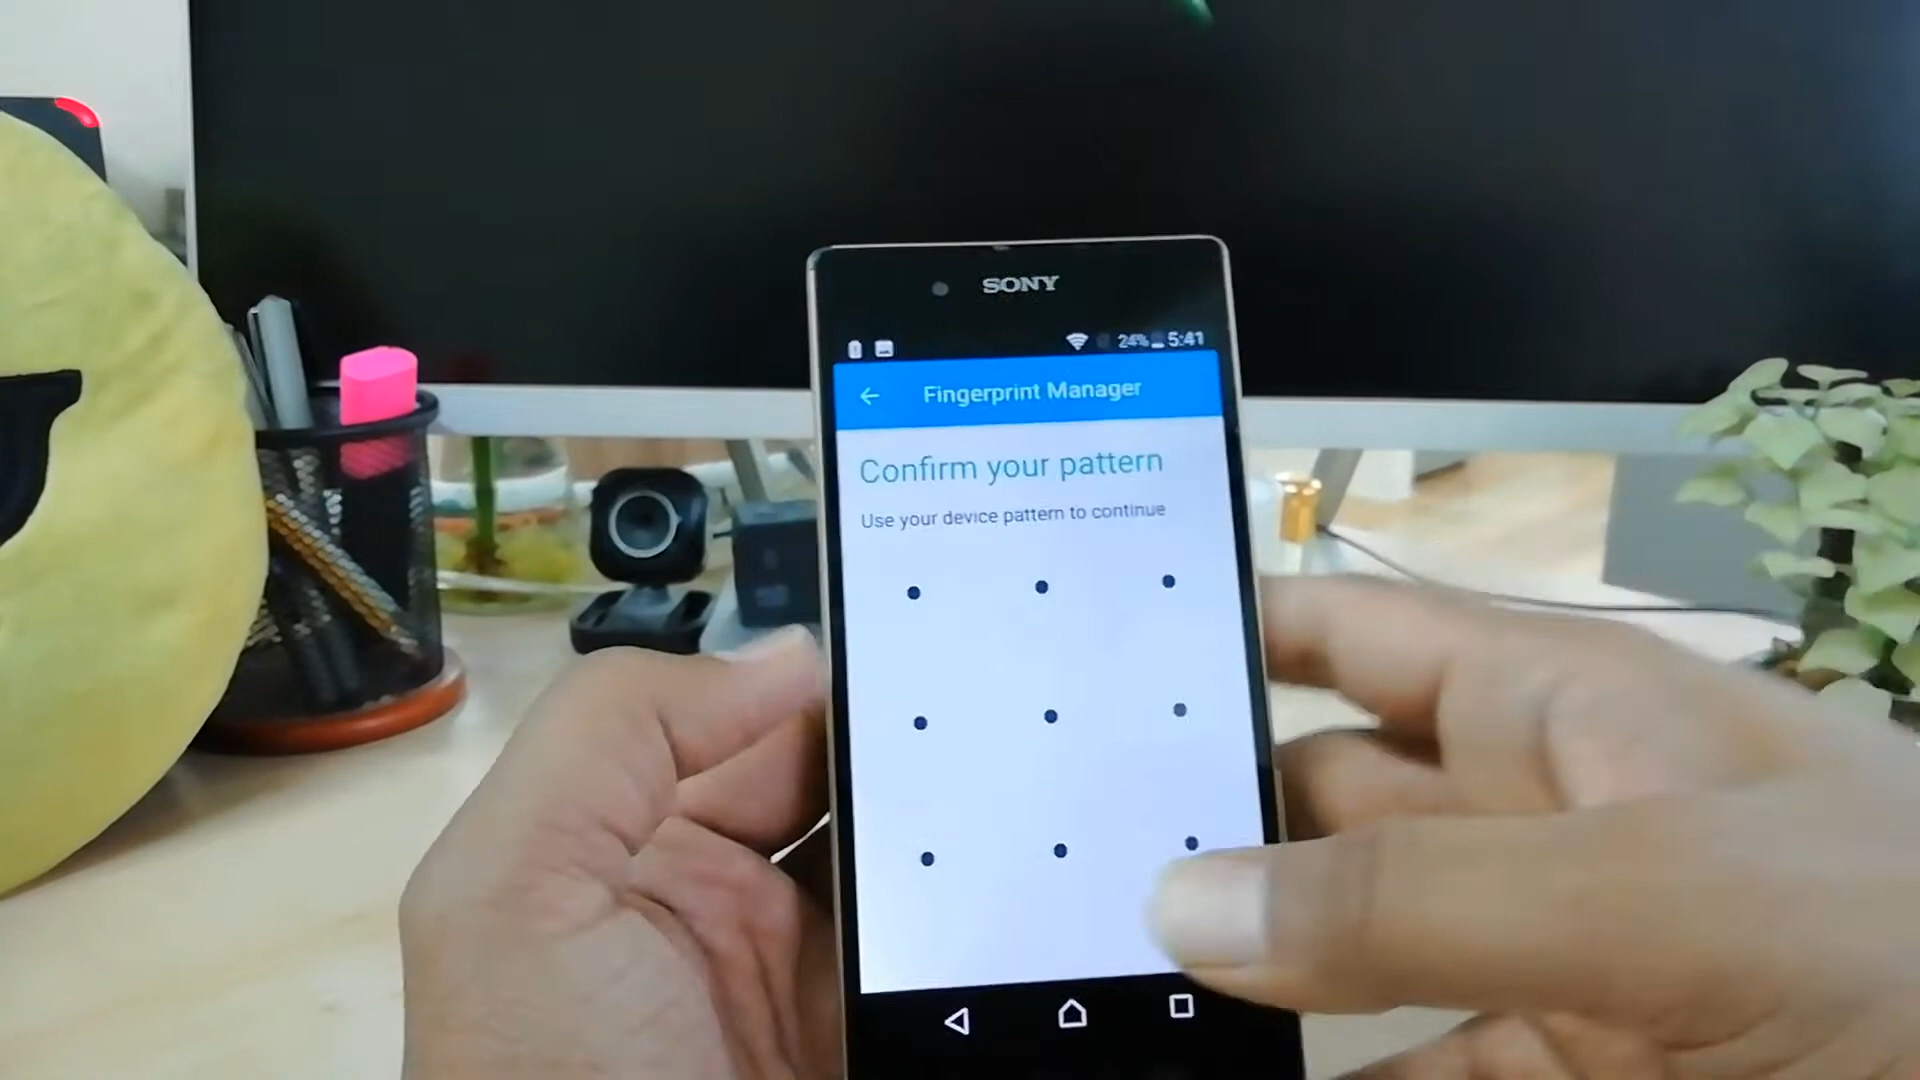 SONY
24% 5:41
Fingerprint Manager
Confirm your pattern
Use your device pattern to continue